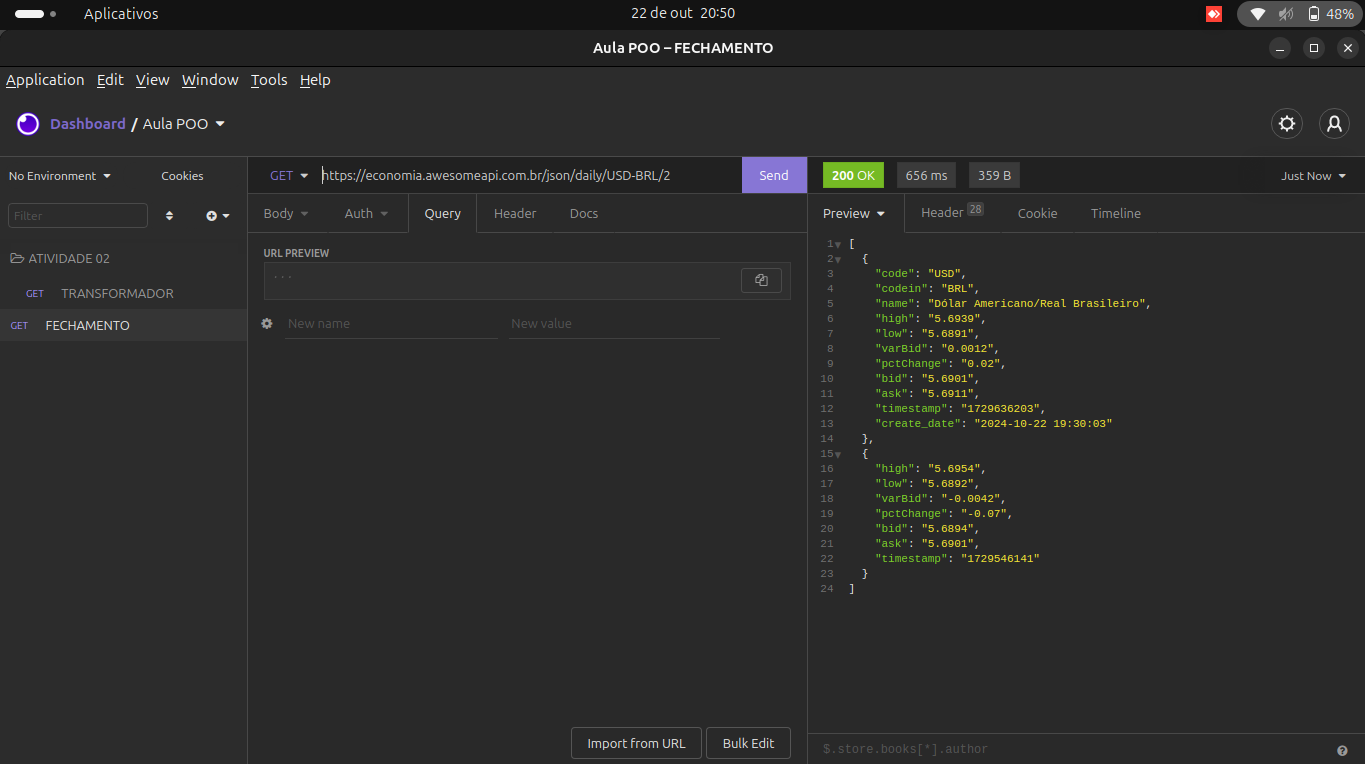 Aplicativos
22 de out 20:50
48%
Aula POO – FECHAMENTO
Application Edit View Window Tools Help
Dashboard / Aula POO
No Environment
Cookies
GET
https://economia.awesomeapi.com.br/json/daily/USD-BRL/2
Send
200 OK
656 ms
359 B
Just Now
Filter
Body
Auth
Query
Header
Docs
Preview
Header 28
Cookie
Timeline
ATIVIDADE 02
GET TRANSFORMADOR
GET FECHAMENTO
URL PREVIEW
...
New name
New value
Import from URL
Bulk Edit
1 [
2 {
3 "code": "USD",
4 "codein": "BRL",
5 "name": "Dólar Americano/Real Brasileiro",
6 "high": "5.6939",
7 "low": "5.6891",
8 "varBid": "0.0012",
9 "pctChange": "0.02",
10 "bid": "5.6901",
11 "ask": "5.6911",
12 "timestamp": "1729636203",
13 "create_date": "2024-10-22 19:30:03"
14 },
15 {
16 "high": "5.6954",
17 "low": "5.6892",
18 "varBid": "-0.0042",
19 "pctChange": "-0.07",
20 "bid": "5.6894",
21 "ask": "5.6901",
22 "timestamp": "1729546141"
23 }
24 ]
$.store.books[*].author